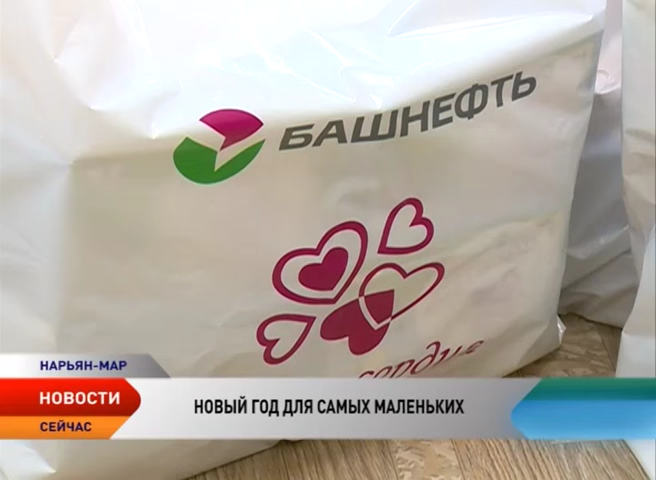 БАШНЕФТЬ
НАРЬЯН-МАР
НОВОСТИ
НОВЫЙ ГОД ДЛЯ САМЫХ МАЛЕНЬКИХ
СЕЙЧАС